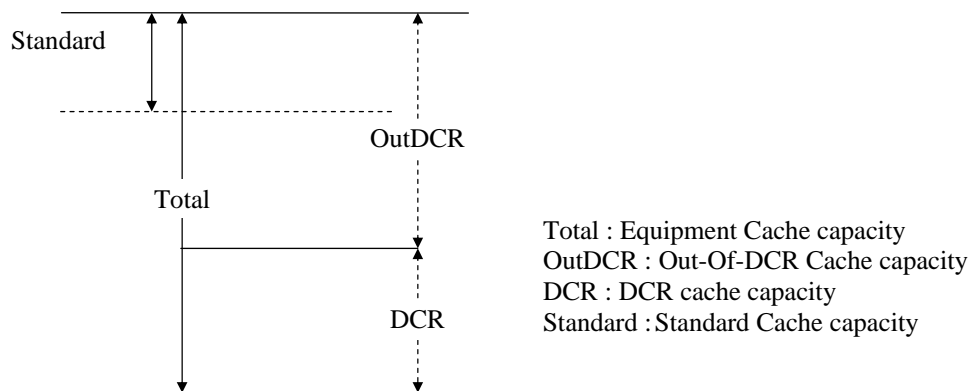 Standard
OutDCR
Total
DCR
Total : Equipment Cache capacity
OutDCR : Out-Of-DCR Cache capacity
DCR : DCR cache capacity
Standard : Standard Cache capacity